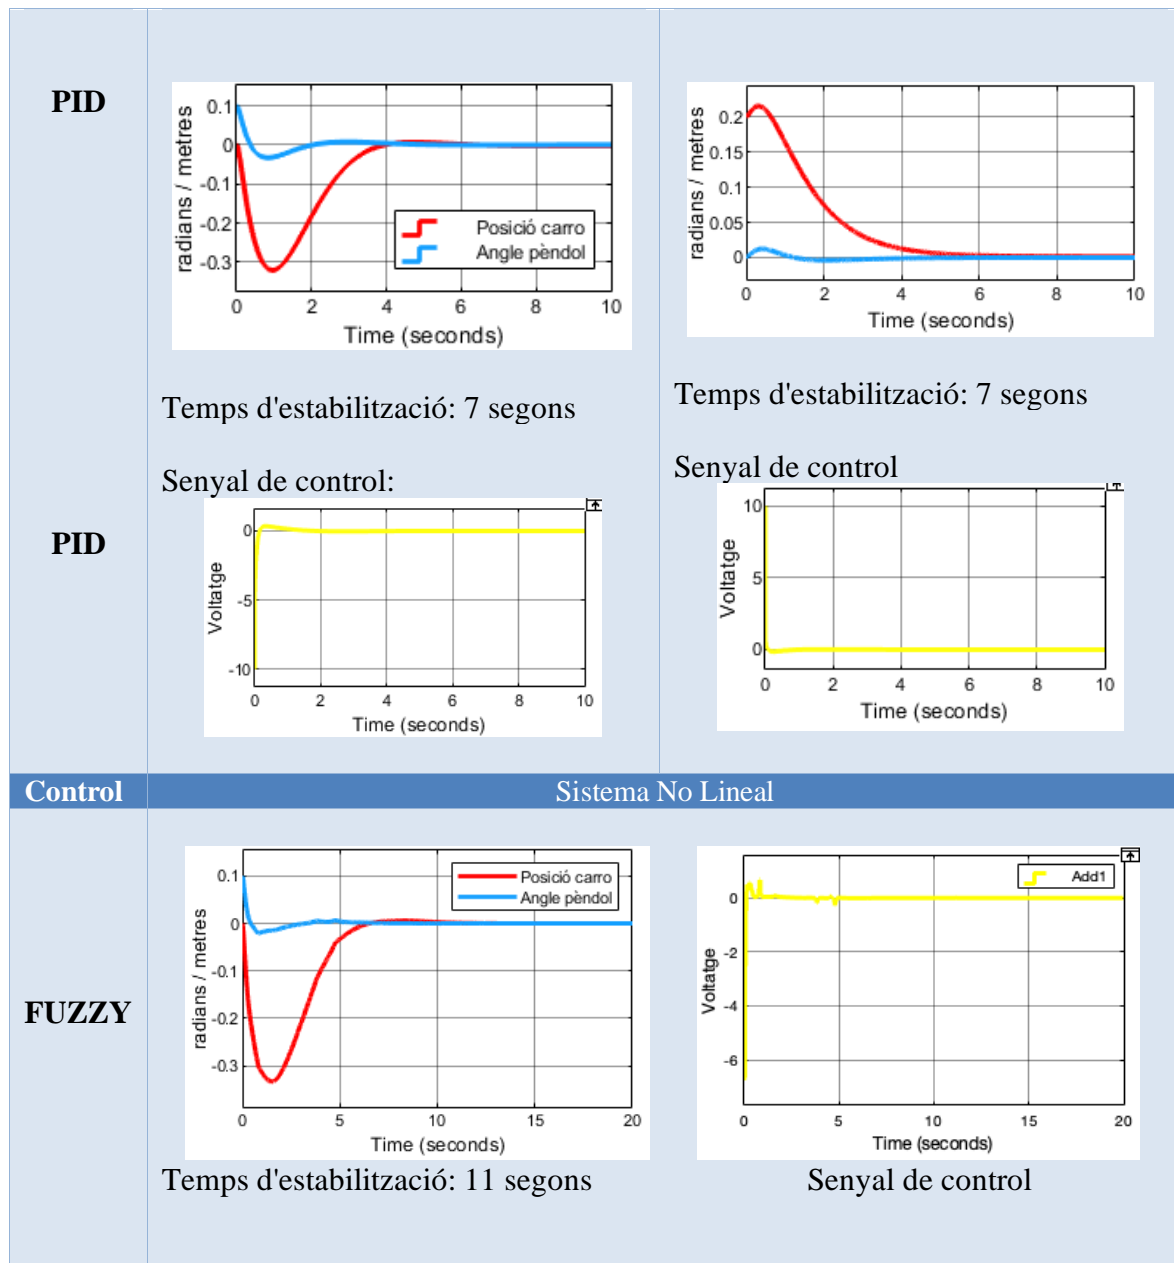 PID
0.1
0
-0.1
-0.2
-0.3
radians / metres
Posició carro
Angle pèndol
0 2 4 6 8 10
Time (seconds)
0.2
0.15
0.1
0.05
0
radians / metres
0 2 4 6 8 10
Time (seconds)
Temps d'estabilització: 7 segons
Temps d'estabilització: 7 segons
PID
Senyal de control:
0
-5
-10
Voltatge
0 2 4 6 8 10
Time (seconds)
Senyal de control
10
5
0
Voltatge
0 2 4 6 8 10
Time (seconds)
Control Sistema No Lineal
FUZZY
0.1
0
-0.1
-0.2
-0.3
radians / metres
Posició carro
Angle pèndol
0 5 10 15 20
Time (seconds)
Add1
0
-2
-4
-6
Voltatge
0 5 10 15 20
Time (seconds)
Temps d'estabilització: 11 segons
Senyal de control